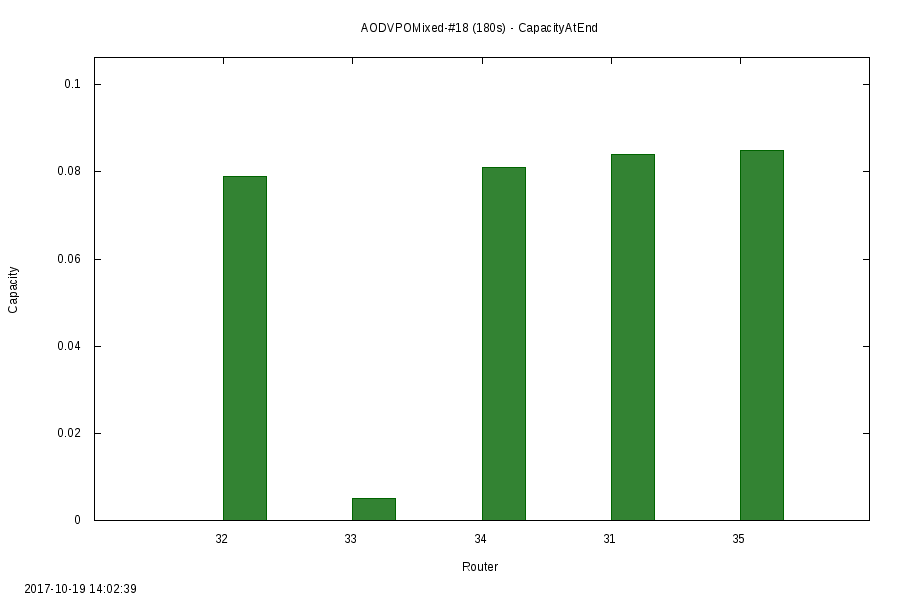 AODVPOMixed-#18 (180s) - CapacityAtEnd
0.1
0.08
0.06
0.04
0.02
0
Capacity
32 33 34 31 35
Router
2017-10-19 14:02:39